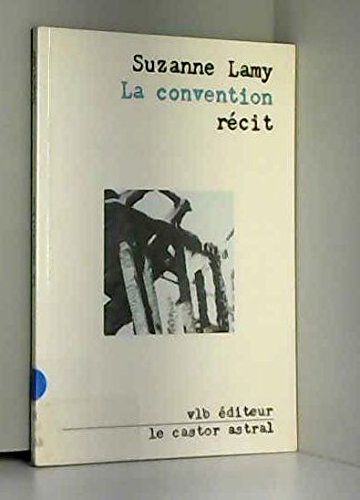 Suzanne Lamy
La convention
récit
vlb éditeur
le castor astral